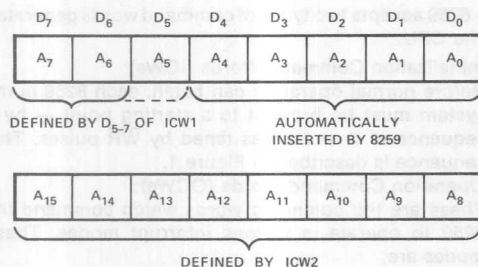 D7 D6 D5 D4 D3 D2 D1 D0
A7 A6 A5 A4 A3 A2 A1 A0
DEFINED BY D5-7 OF ICW1 AUTOMATICALLY
INSERTED BY 8259
A15 A14 A13 A12 A11 A10 A9 A8
DEFINED BY ICW2